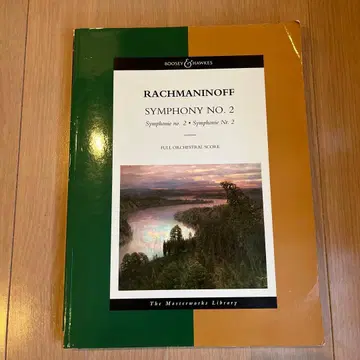 BOOSEY & HAWKES
RACHMANINOFF
SYMPHONY NO. 2
Symphonie no. 2 • Symphonie Nr. 2
FULL ORCHESTRAL SCORE
The Masterworks Library